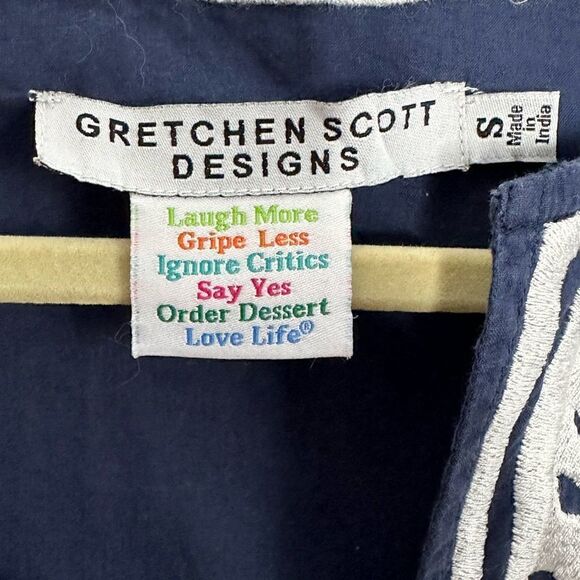 GRETCHEN SCOTT
DESIGNS
S
Made
in
India
Laugh More
Gripe Less
Ignore Critics
Say Yes
Order Dessert
Love Life®